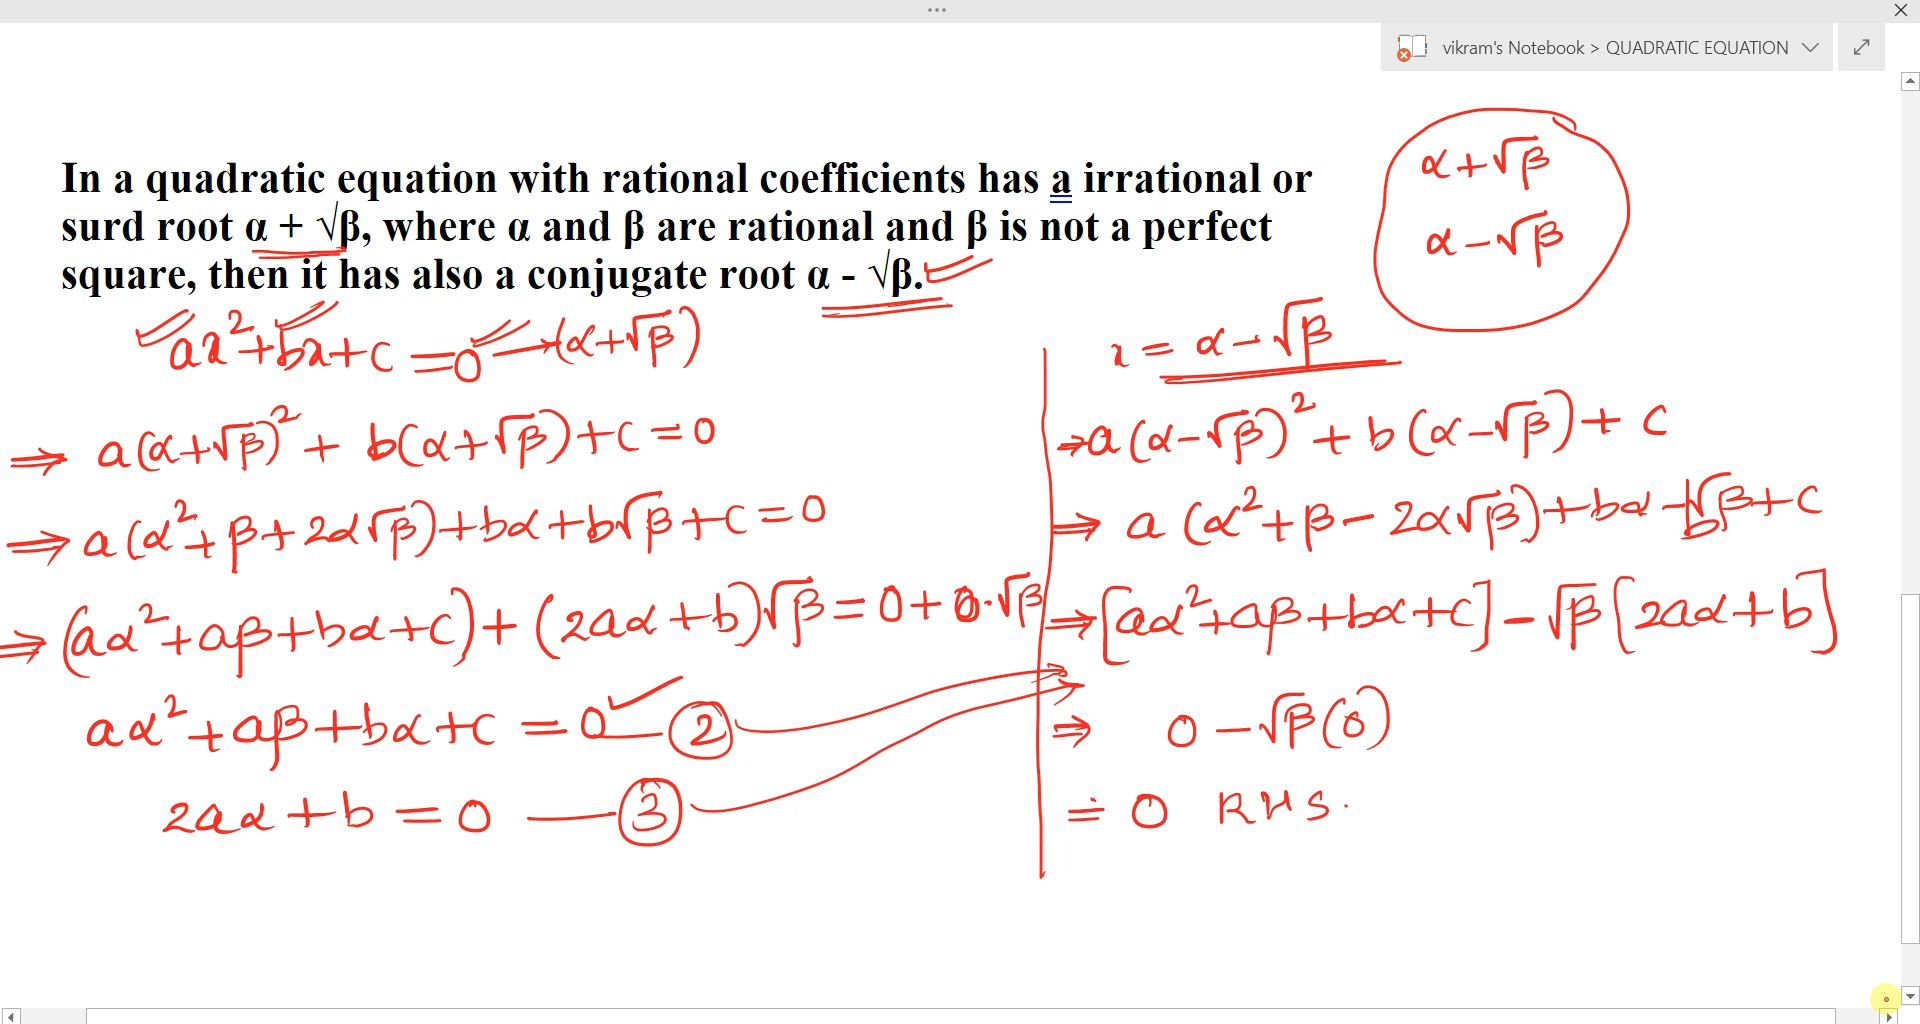 vikram's Notebook > QUADRATIC EQUATION
In a quadratic equation with rational coefficients has a irrational or
surd root α + √β, where α and β are rational and β is not a perfect
square, then it has also a conjugate root α - √β.
α+√β
α-√β
ax²+bx+c=0 → (α+√β)
⇒ a(α+√β)² + b(α+√β)+c=0
⇒ a(α²+β+2α√β)+bα+b√β+c=0
⇒ (aα²+aβ+bα+c)+(2aα+b)√β=0+0·√β
aα²+aβ+bα+c=0 — ②
2aα+b=0 — ③
x = α-√β
⇒ a(α-√β)²+b(α-√β)+c
⇒ a(α²+β-2α√β)+bα-b√β+c
⇒ [aα²+aβ+bα+c]-√β[2aα+b]
⇒ 0-√β(0)
= 0 RHS.